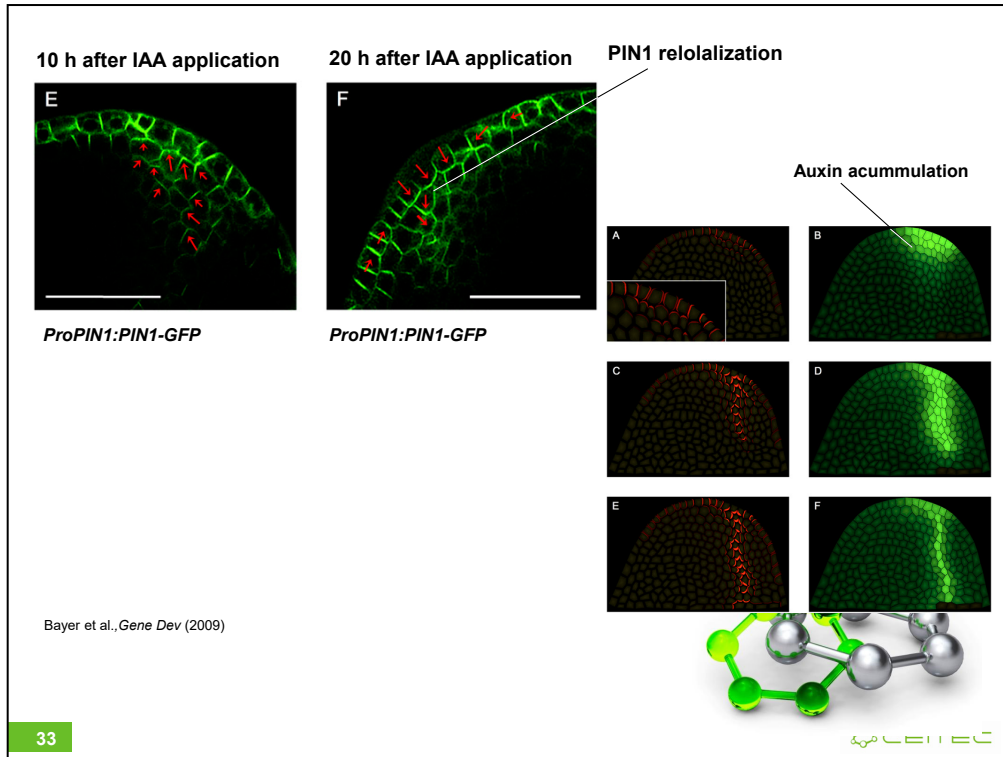 10 h after IAA application
20 h after IAA application
PIN1 relolalization
E
F
Auxin acummulation
A
B
ProPIN1:PIN1-GFP
ProPIN1:PIN1-GFP
C
D
E
F
Bayer et al.,Gene Dev (2009)
33